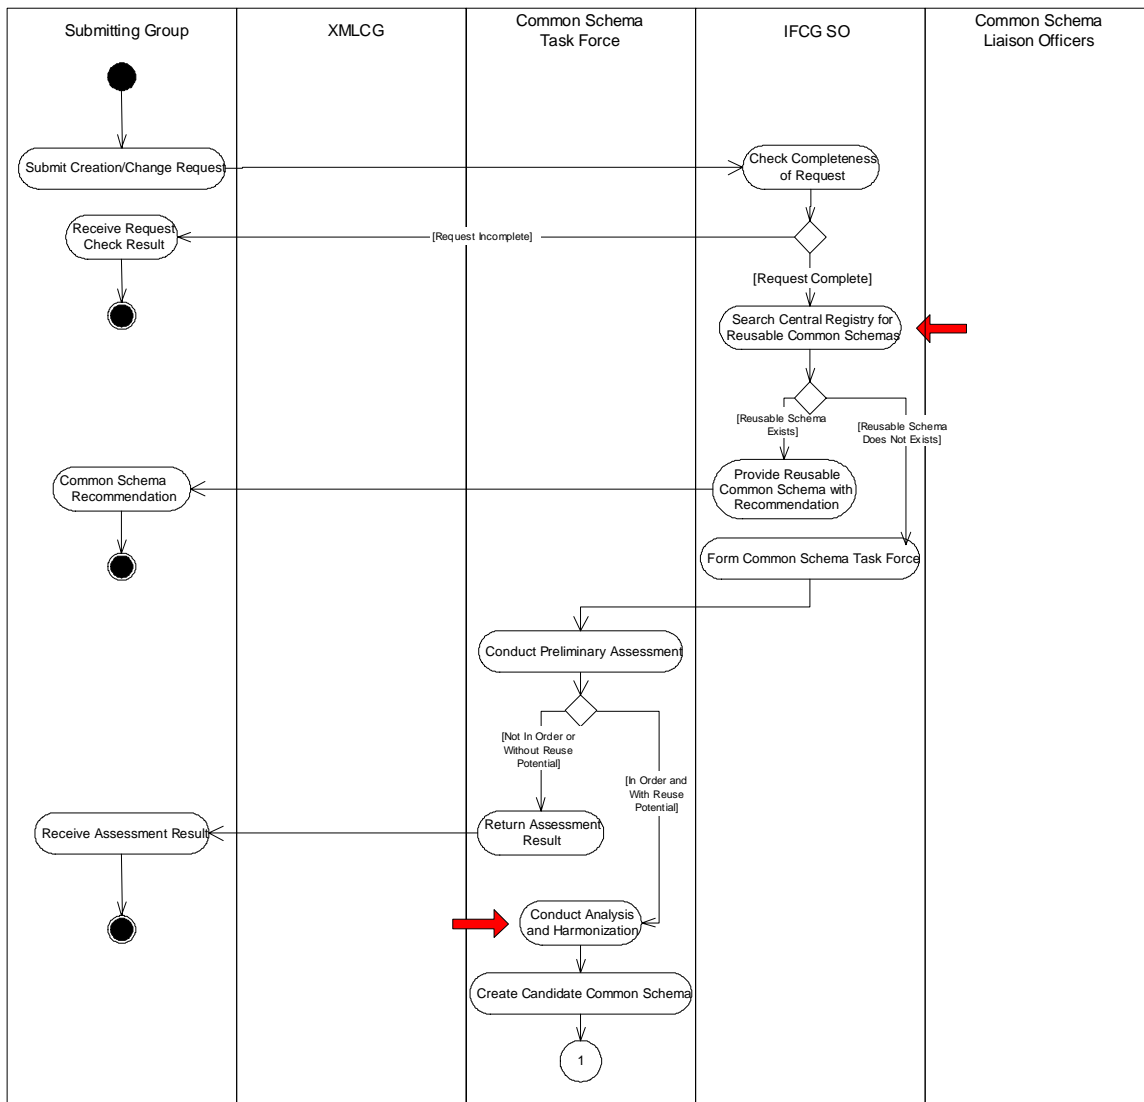 Submitting Group
XMLCG
Common Schema
Task Force
IFCG SO
Common Schema
Liaison Officers
Submit Creation/Change Request
Check Completeness
of Request
Receive Request
Check Result
[Request Incomplete]
[Request Complete]
Search Central Registry for
Reusable Common Schemas
[Reusable Schema
Exists]
[Reusable Schema
Does Not Exists]
Common Schema
Recommendation
Provide Reusable
Common Schema with
Recommendation
Form Common Schema Task Force
Conduct Preliminary Assessment
[Not In Order or
Without Reuse
Potential]
[In Order and
With Reuse
Potential]
Receive Assessment Result
Return Assessment
Result
Conduct Analysis
and Harmonization
Create Candidate Common Schema
1